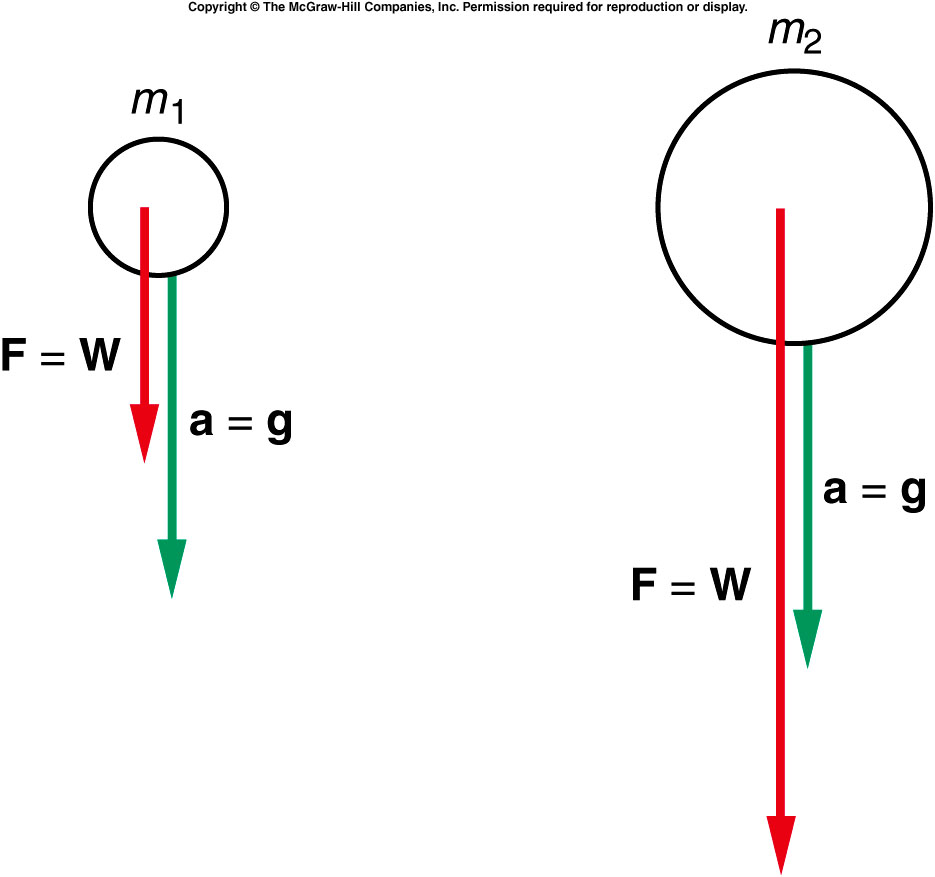 Copyright © The McGraw-Hill Companies, Inc. Permission required for reproduction or display.
m₂
m₁
F = W
a = g
a = g
F = W